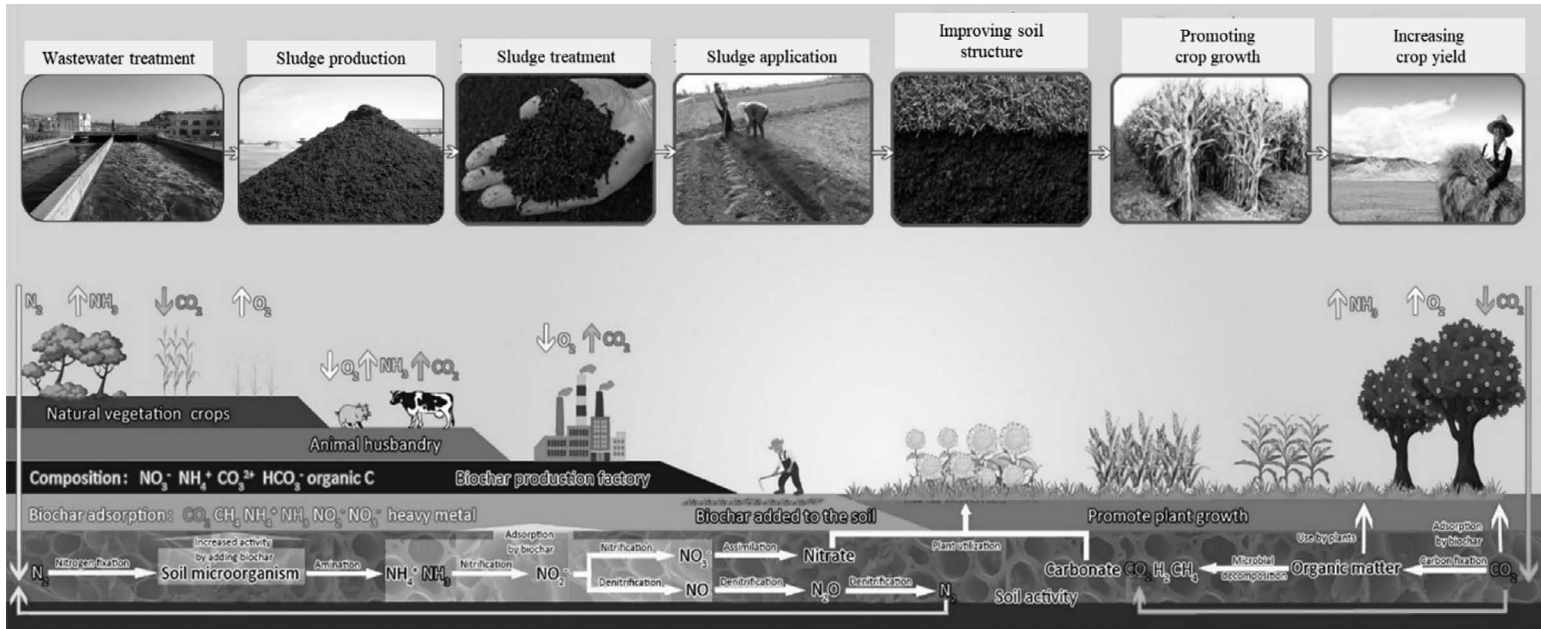 Wastewater treatment
Sludge production
Sludge treatment
Sludge application
Improving soil
structure
Promoting
crop growth
Increasing
crop yield
N₂
NH₃
CO₂
O₂
O₂
NH₃
CO₂
O₂
CO₂
NH₃
O₂
CO₂
Natural vegetation crops
Animal husbandry
Composition: NO₃⁻ NH₄⁺ CO₃²⁺ HCO₃⁻ organic C
Biochar production factory
Biochar adsorption: CO₂ CH₄ NH₄⁺ NH₃ NO₂⁻ NO₃⁻ heavy metal
Biochar added to the soil
Promote plant growth
N₂
Nitrogen fixation
Increased activity
by adding biochar
Soil microorganism
Amination
NH₄⁺ NH₃
Nitrification
Adsorption
by biochar
NO₂⁻
Nitrification
NO₃⁻
Assimilation
Nitrate
Denitrification
NO
Denitrification
N₂O
Denitrification
N₂
Plant utilization
Soil activity
Carbonate CO₂ H₂ CH₄
Microbial
decomposition
Organic matter
Use by plants
Carbon fixation
Adsorption
by biochar
CO₂